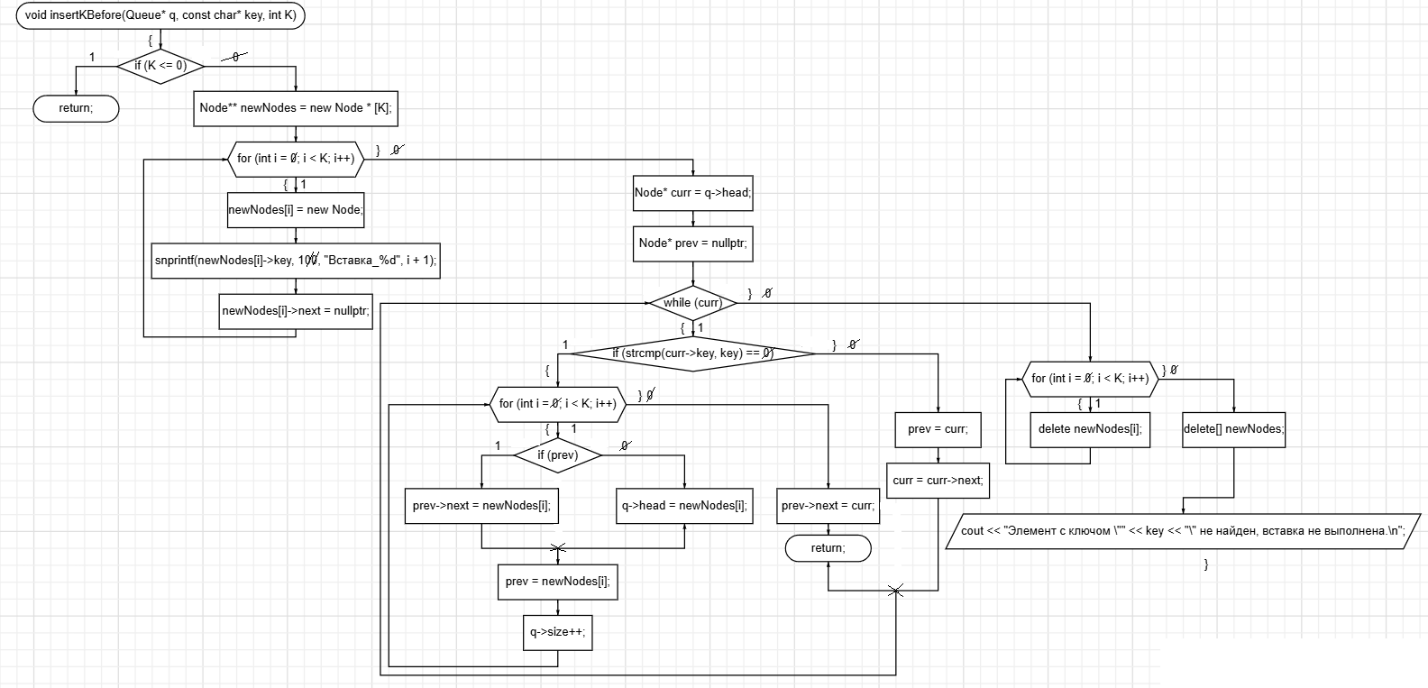 void insertKBefore(Queue* q, const char* key, int K)
{
if (K <= 0)
1
0
return;
Node** newNodes = new Node * [K];
for (int i = 0; i < K; i++)
} 0
{ 1
newNodes[i] = new Node;
snprintf(newNodes[i]->key, 100, "Вставка_%d", i + 1);
newNodes[i]->next = nullptr;
Node* curr = q->head;
Node* prev = nullptr;
while (curr)
} 0
{ 1
if (strcmp(curr->key, key) == 0)
1
} 0
{
for (int i = 0; i < K; i++)
} 0
{ 1
if (prev)
1
0
prev->next = newNodes[i];
q->head = newNodes[i];
prev = newNodes[i];
q->size++;
prev->next = curr;
return;
prev = curr;
curr = curr->next;
for (int i = 0; i < K; i++)
} 0
{ 1
delete newNodes[i];
delete[] newNodes;
cout << "Элемент с ключом \"" << key << "\" не найден, вставка не выполнена.\n";
}